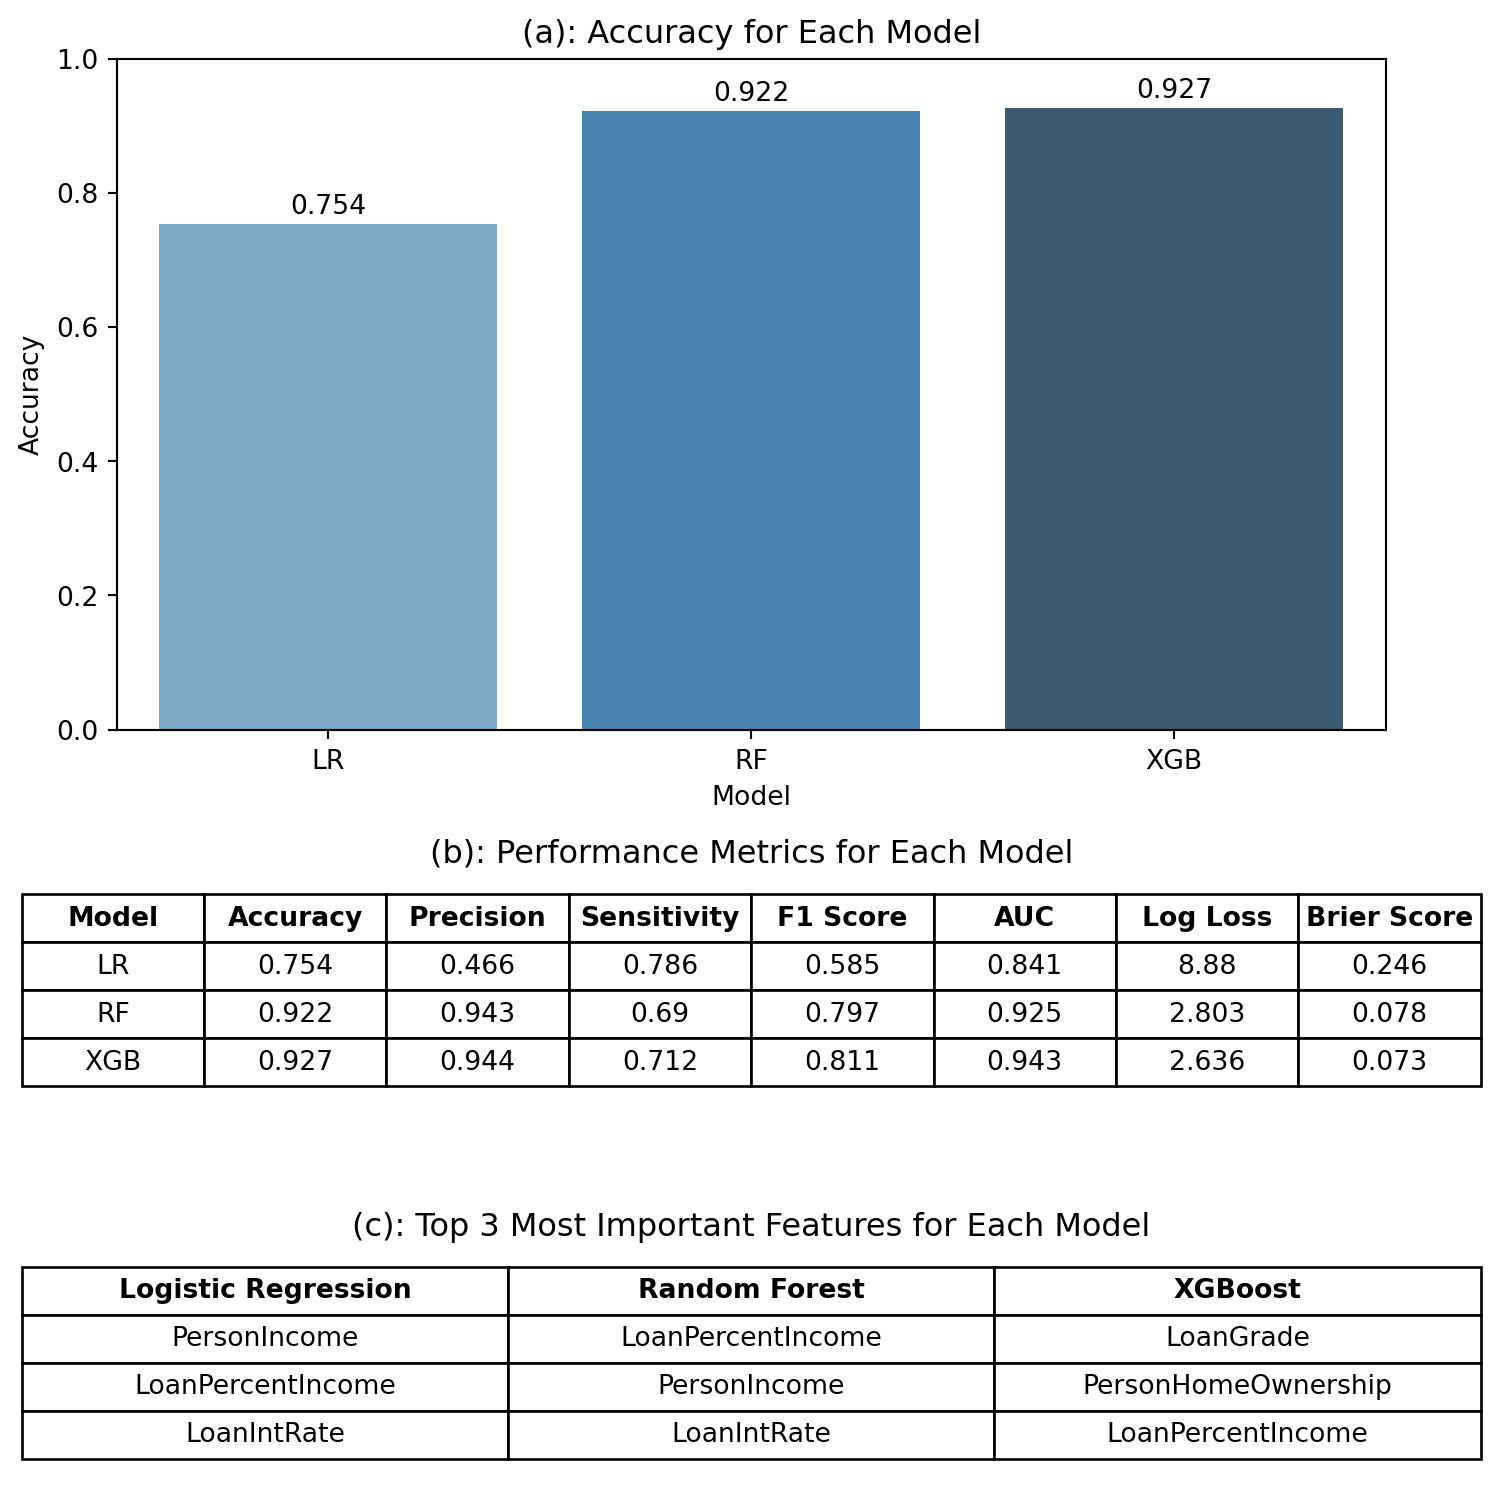 (a): Accuracy for Each Model
1.0
0.8
0.6
0.4
0.2
0.0
Accuracy
0.754
0.922
0.927
LR RF XGB
Model
(b): Performance Metrics for Each Model
Model Accuracy Precision Sensitivity F1 Score AUC Log Loss Brier Score
LR 0.754 0.466 0.786 0.585 0.841 8.88 0.246
RF 0.922 0.943 0.69 0.797 0.925 2.803 0.078
XGB 0.927 0.944 0.712 0.811 0.943 2.636 0.073
(c): Top 3 Most Important Features for Each Model
Logistic Regression Random Forest XGBoost
PersonIncome LoanPercentIncome LoanGrade
LoanPercentIncome PersonIncome PersonHomeOwnership
LoanIntRate LoanIntRate LoanPercentIncome